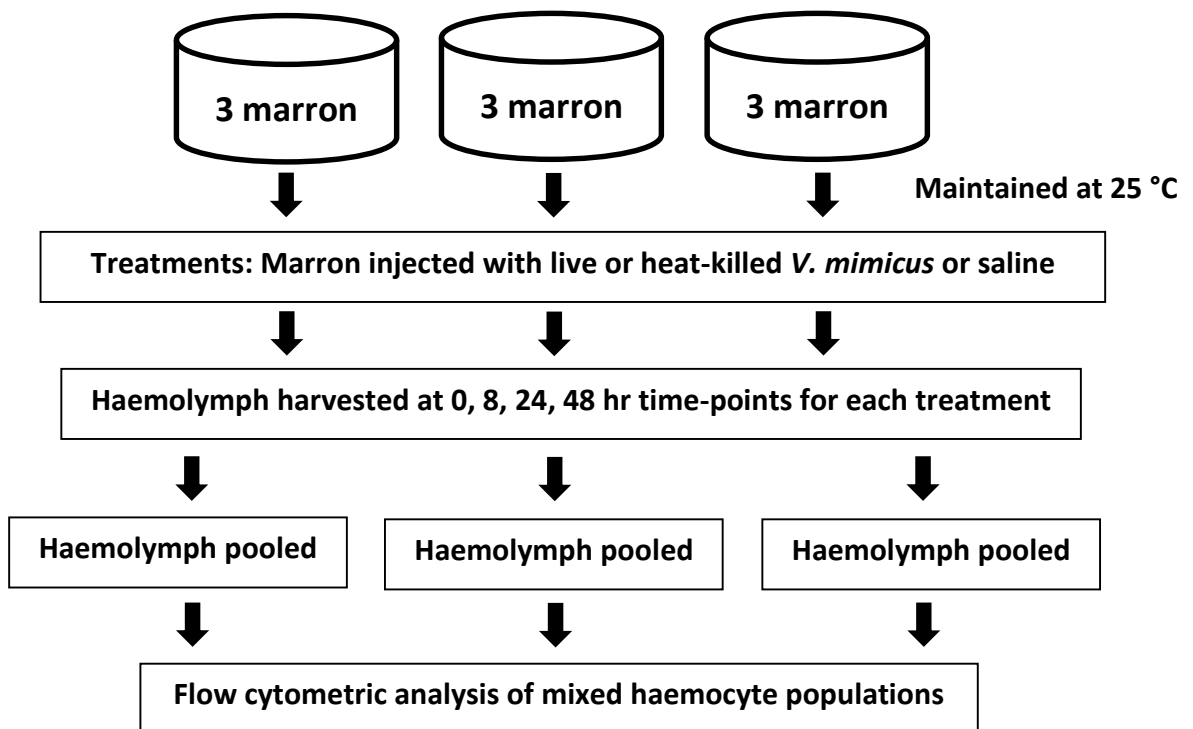 3 marron
3 marron
3 marron
Maintained at 25 °C
Treatments: Marron injected with live or heat-killed V. mimicus or saline
Haemolymph harvested at 0, 8, 24, 48 hr time-points for each treatment
Haemolymph pooled
Haemolymph pooled
Haemolymph pooled
Flow cytometric analysis of mixed haemocyte populations